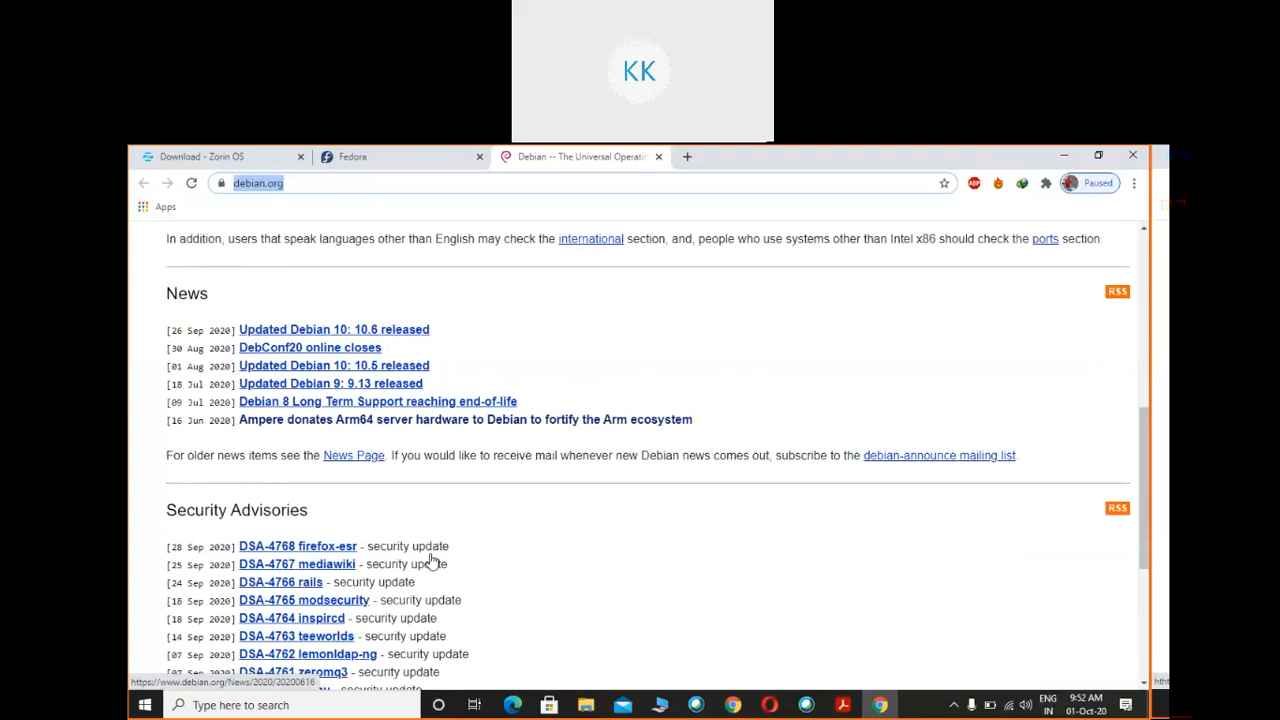 KK
Download - Zorin OS
Fedora
Debian -- The Universal Operati
debian.org
ABP
Paused
Apps
In addition, users that speak languages other than English may check the international section, and, people who use systems other than Intel x86 should check the ports section.
News
RSS
[26 Sep 2020] Updated Debian 10: 10.6 released
[30 Aug 2020] DebConf20 online closes
[01 Aug 2020] Updated Debian 10: 10.5 released
[18 Jul 2020] Updated Debian 9: 9.13 released
[09 Jul 2020] Debian 8 Long Term Support reaching end-of-life
[16 Jun 2020] Ampere donates Arm64 server hardware to Debian to fortify the Arm ecosystem
For older news items see the News Page. If you would like to receive mail whenever new Debian news comes out, subscribe to the debian-announce mailing list
Security Advisories
RSS
[28 Sep 2020] DSA-4768 firefox-esr - security update
[25 Sep 2020] DSA-4767 mediawiki - security update
[24 Sep 2020] DSA-4766 rails - security update
[18 Sep 2020] DSA-4765 modsecurity - security update
[18 Sep 2020] DSA-4764 inspircd - security update
[14 Sep 2020] DSA-4763 teeworlds - security update
[07 Sep 2020] DSA-4762 lemonldap-ng - security update
[07 Sep 2020] DSA-4761 zeromq3 - security update
- security update
https://www.debian.org/News/2020/20200616
Type here to search
ENG
IN
9:52 AM
01-Oct-20